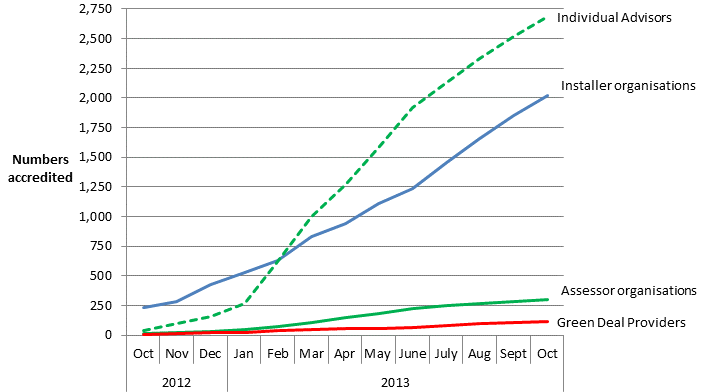 2,750
Individual Advisors
2,500
2,250
Installer organisations
2,000
1,750
1,500
Numbers
accredited
1,250
1,000
750
500
Assessor organisations
250
Green Deal Providers
0
Oct Nov Dec Jan Feb Mar Apr May June July Aug Sept Oct
2012 2013